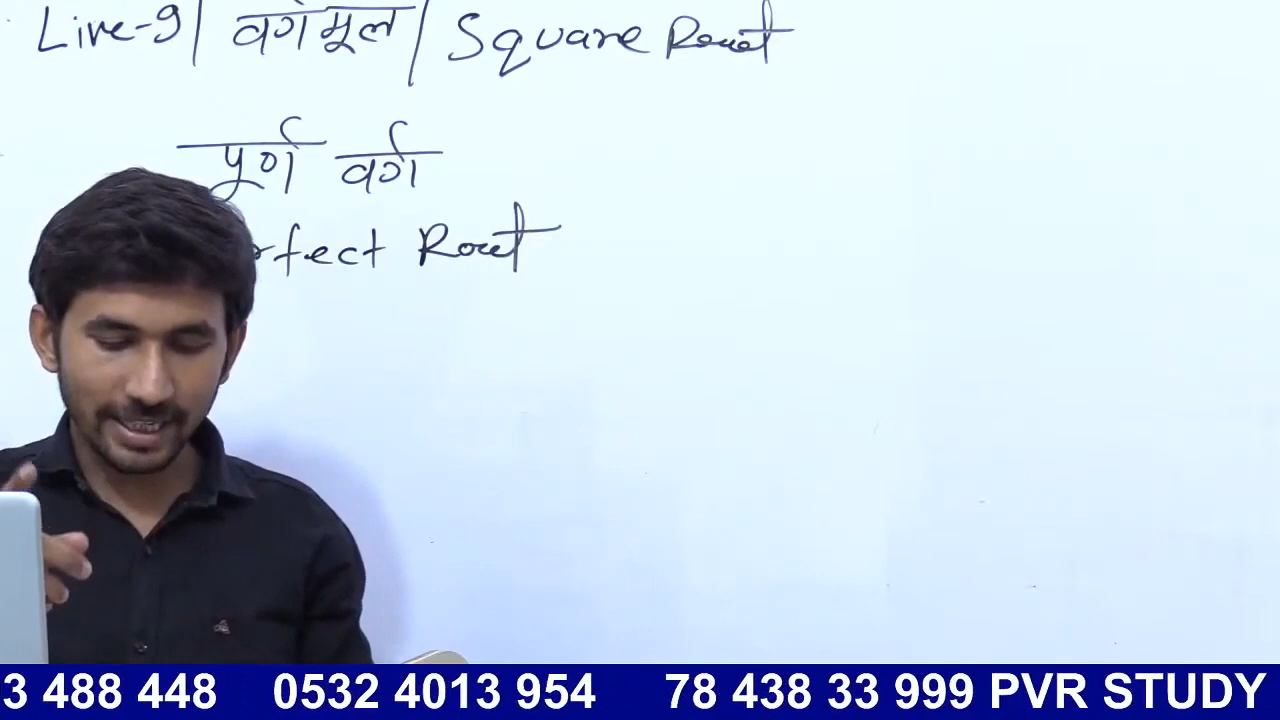 Live-9 | वर्गमूल | Square Root
पूर्ण वर्ग
rfect Root
3 488 448 0532 4013 954 78 438 33 999 PVR STUDY